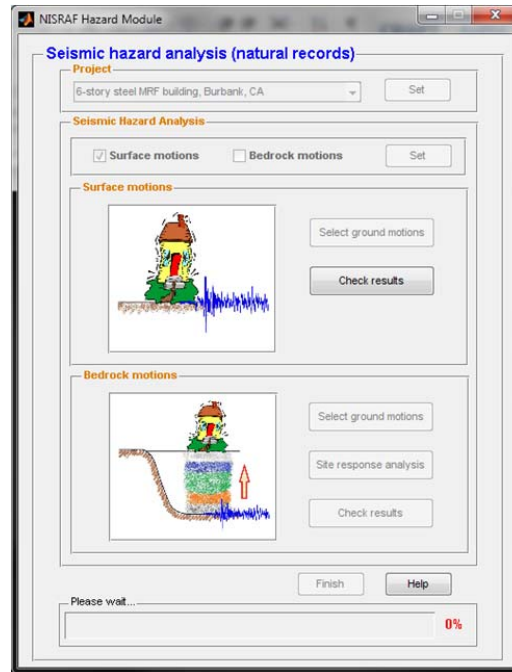 NISRAF Hazard Module
Seismic hazard analysis (natural records)
Project
6-story steel MRF building, Burbank, CA
Set
Seismic Hazard Analysis
Surface motions
Bedrock motions
Set
Surface motions
Select ground motions
Check results
Bedrock motions
Select ground motions
Site response analysis
Check results
Finish
Help
Please wait...
0%